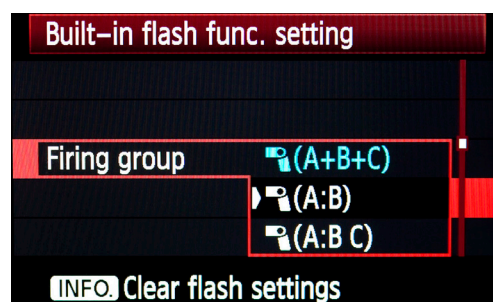 Built-in flash func. setting
Firing group (A+B+C)
(A:B)
(A:B C)
INFO. Clear flash settings